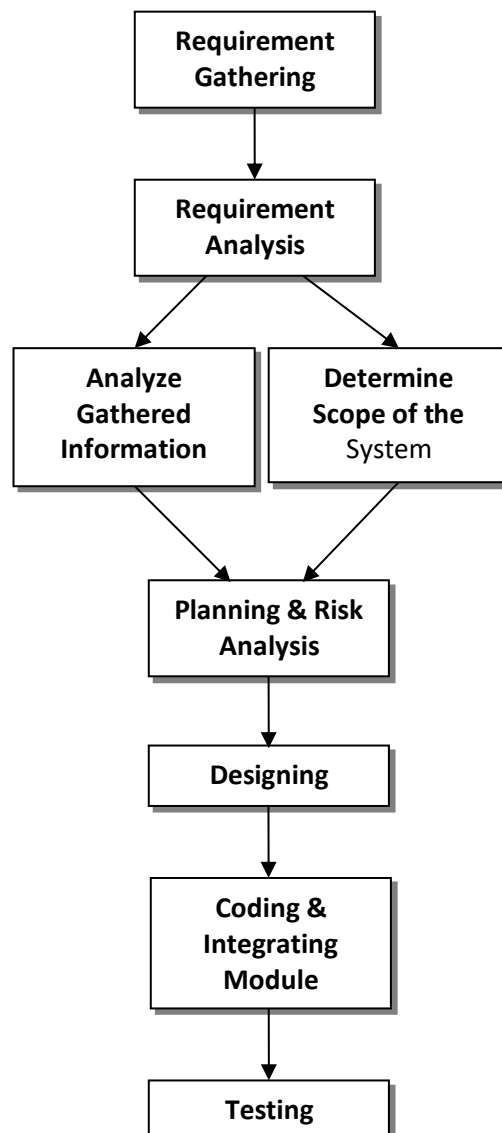 Requirement
Gathering
Requirement
Analysis
Analyze
Gathered
Information
Determine
Scope of the
System
Planning & Risk
Analysis
Designing
Coding &
Integrating
Module
Testing